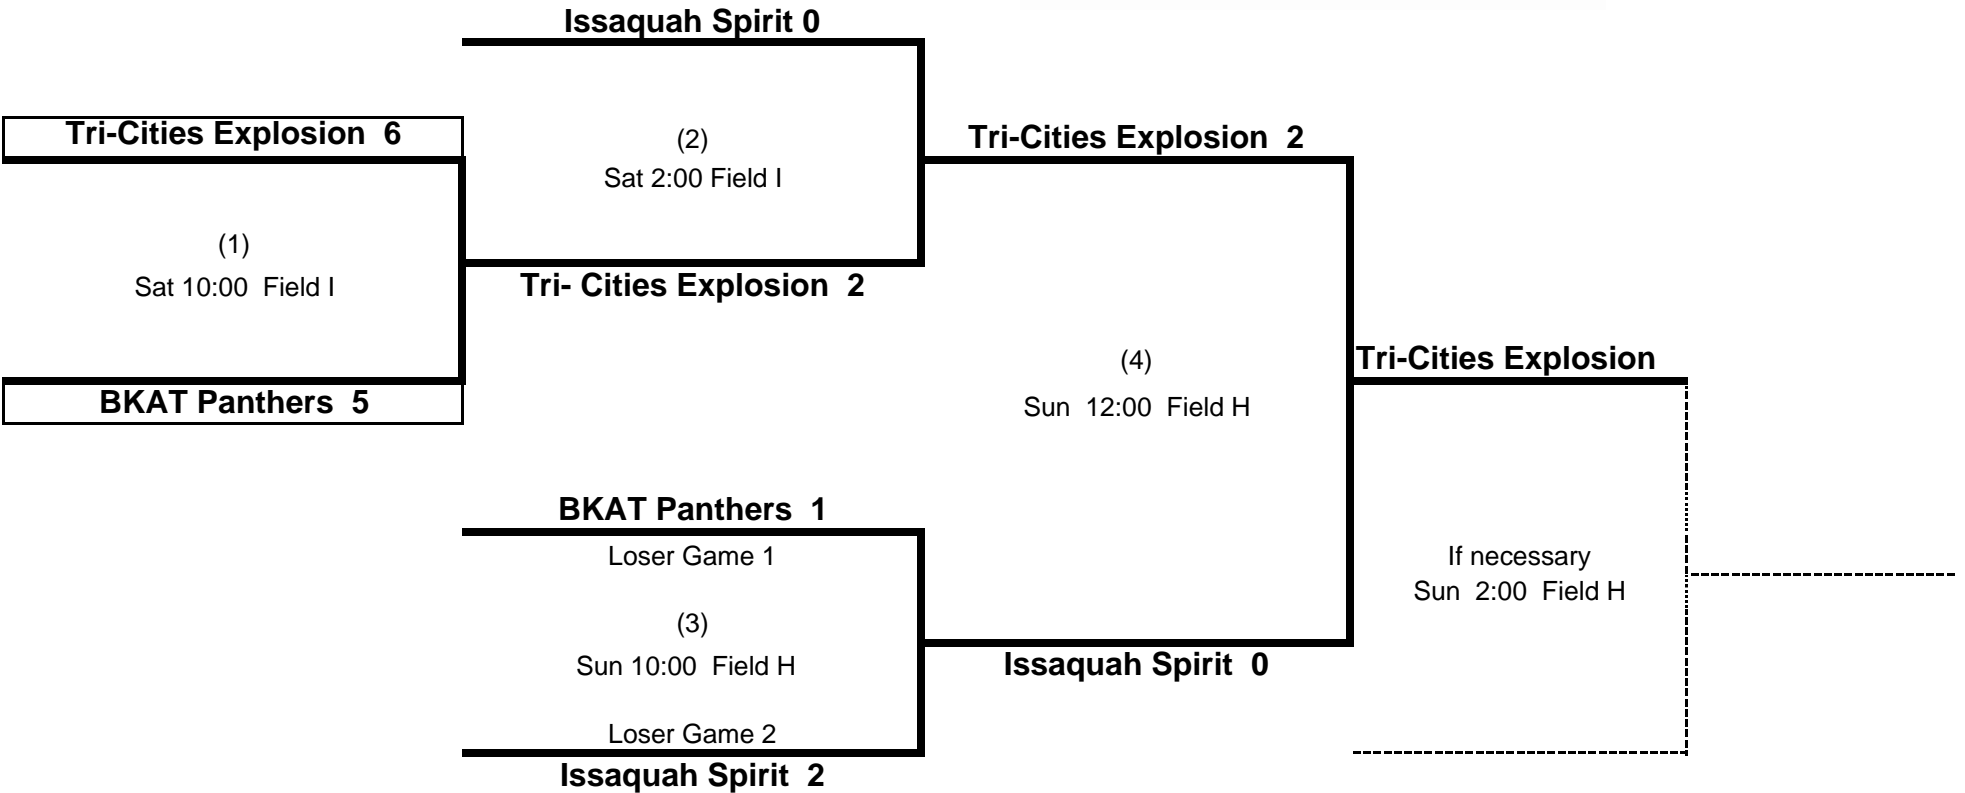 Issaquah Spirit 0
Tri-Cities Explosion 6
(2)
Sat 2:00 Field I
Tri-Cities Explosion 2
(1)
Sat 10:00 Field I
Tri- Cities Explosion 2
BKAT Panthers 5
(4)
Sun 12:00 Field H
Tri-Cities Explosion
BKAT Panthers 1
Loser Game 1
(3)
Sun 10:00 Field H
Loser Game 2
Issaquah Spirit 2
Issaquah Spirit 0
If necessary
Sun 2:00 Field H